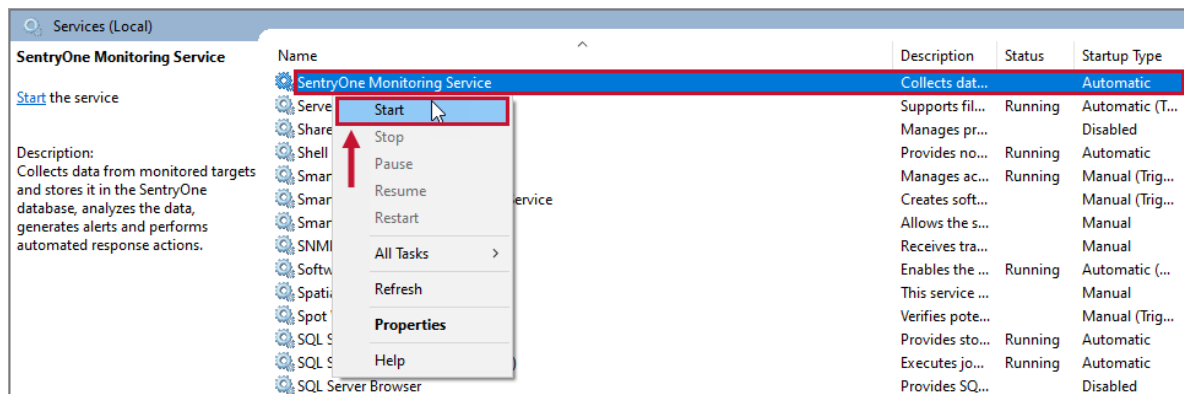 Services (Local)
SentryOne Monitoring Service
Start the service
Description:
Collects data from monitored targets
and stores it in the SentryOne
database, analyzes the data,
generates alerts and performs
automated response actions.
Name Description Status Startup Type
SentryOne Monitoring Service Collects dat... Automatic
Serve Supports fil... Running Automatic (T...
Share Manages pr... Disabled
Shell Provides no... Running Automatic
Smar Manages ac... Running Manual (Trig...
Smar ervice Creates soft... Manual (Trig...
Smar Allows the s... Manual
SNMI Receives tra... Manual
Softw Enables the ... Running Automatic (...
Spatia This service ... Manual
Spot Verifies pote... Manual (Trig...
SQL S Provides sto... Running Automatic
SQL S ) Executes jo... Running Automatic
SQL Server Browser Provides SQ... Disabled
Start
Stop
Pause
Resume
Restart
All Tasks >
Refresh
Properties
Help